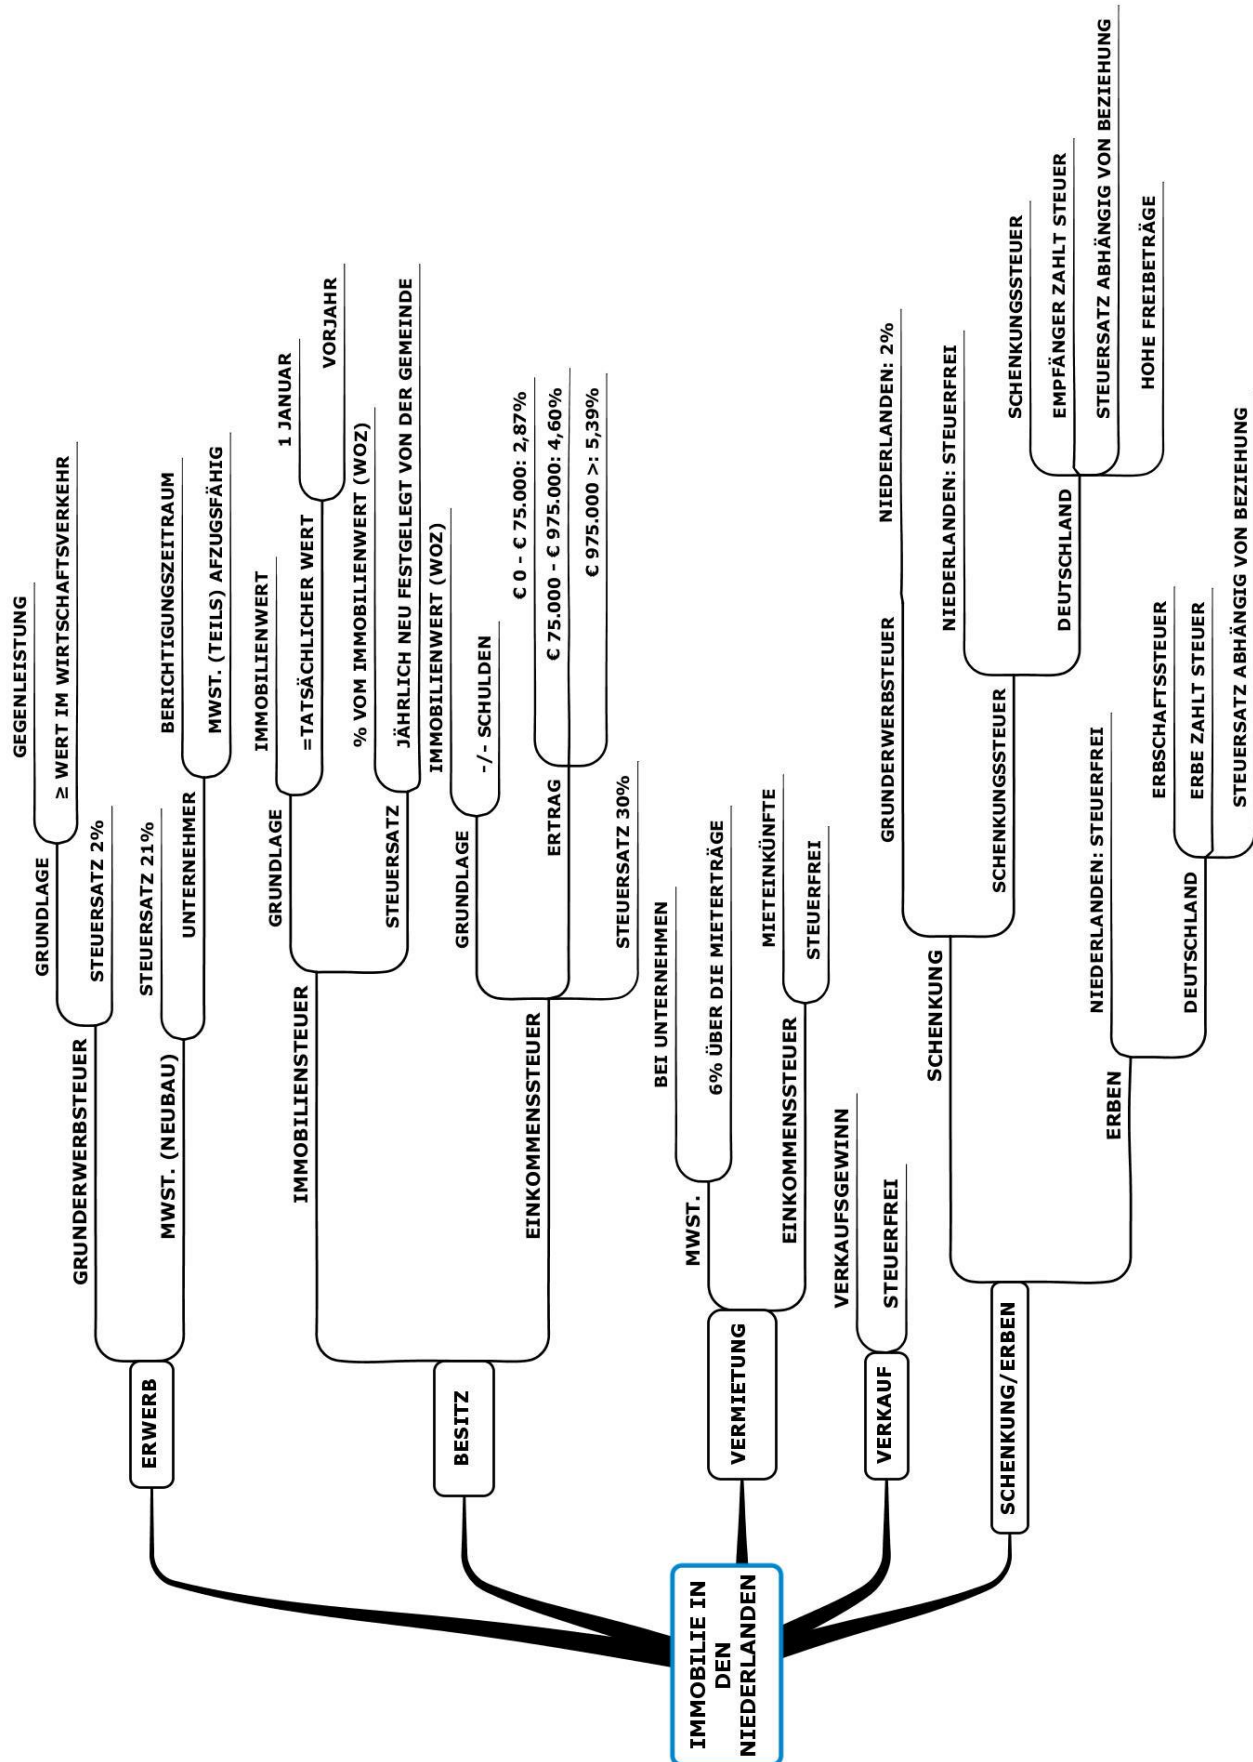 IMMOBILIE IN
DEN
NIEDERLANDEN
ERWERB
GRUNDERWERBSTEUER
GRUNDLAGE
GEGENLEISTUNG
≥ WERT IM WIRTSCHAFTSVERKEHR
STEUERSATZ 2%
MWST. (NEUBAU)
STEUERSATZ 21%
UNTERNEHMER
BERICHTIGUNGSZEITRAUM
MWST. (TEILS) AFZUGSFÄHIG
BESITZ
IMMOBILIENSTEUER
GRUNDLAGE
IMMOBILIENWERT
=TATSÄCHLICHER WERT
1 JANUAR
VORJAHR
STEUERSATZ
% VOM IMMOBILIENWERT (WOZ)
JÄHRLICH NEU FESTGELEGT VON DER GEMEINDE
EINKOMMENSSTEUER
GRUNDLAGE
IMMOBILIENWERT (WOZ)
-/- SCHULDEN
ERTRAG
€ 0 - € 75.000: 2,87%
€ 75.000 - € 975.000: 4,60%
€ 975.000 >: 5,39%
STEUERSATZ 30%
VERMIETUNG
MWST.
BEI UNTERNEHMEN
6% ÜBER DIE MIETERTRÄGE
EINKOMMENSSTEUER
MIETEINKÜNFTE
STEUERFREI
VERKAUF
VERKAUFSGEWINN
STEUERFREI
SCHENKUNG/ERBEN
SCHENKUNG
GRUNDERWERBSTEUER
NIEDERLANDEN: 2%
SCHENKUNGSSTEUER
NIEDERLANDEN: STEUERFREI
DEUTSCHLAND
SCHENKUNGSSTEUER
EMPFÄNGER ZAHLT STEUER
STEUERSATZ ABHÄNGIG VON BEZIEHUNG
HOHE FREIBETRÄGE
ERBEN
NIEDERLANDEN: STEUERFREI
DEUTSCHLAND
ERBSCHAFTSSTEUER
ERBE ZAHLT STEUER
STEUERSATZ ABHÄNGIG VON BEZIEHUNG